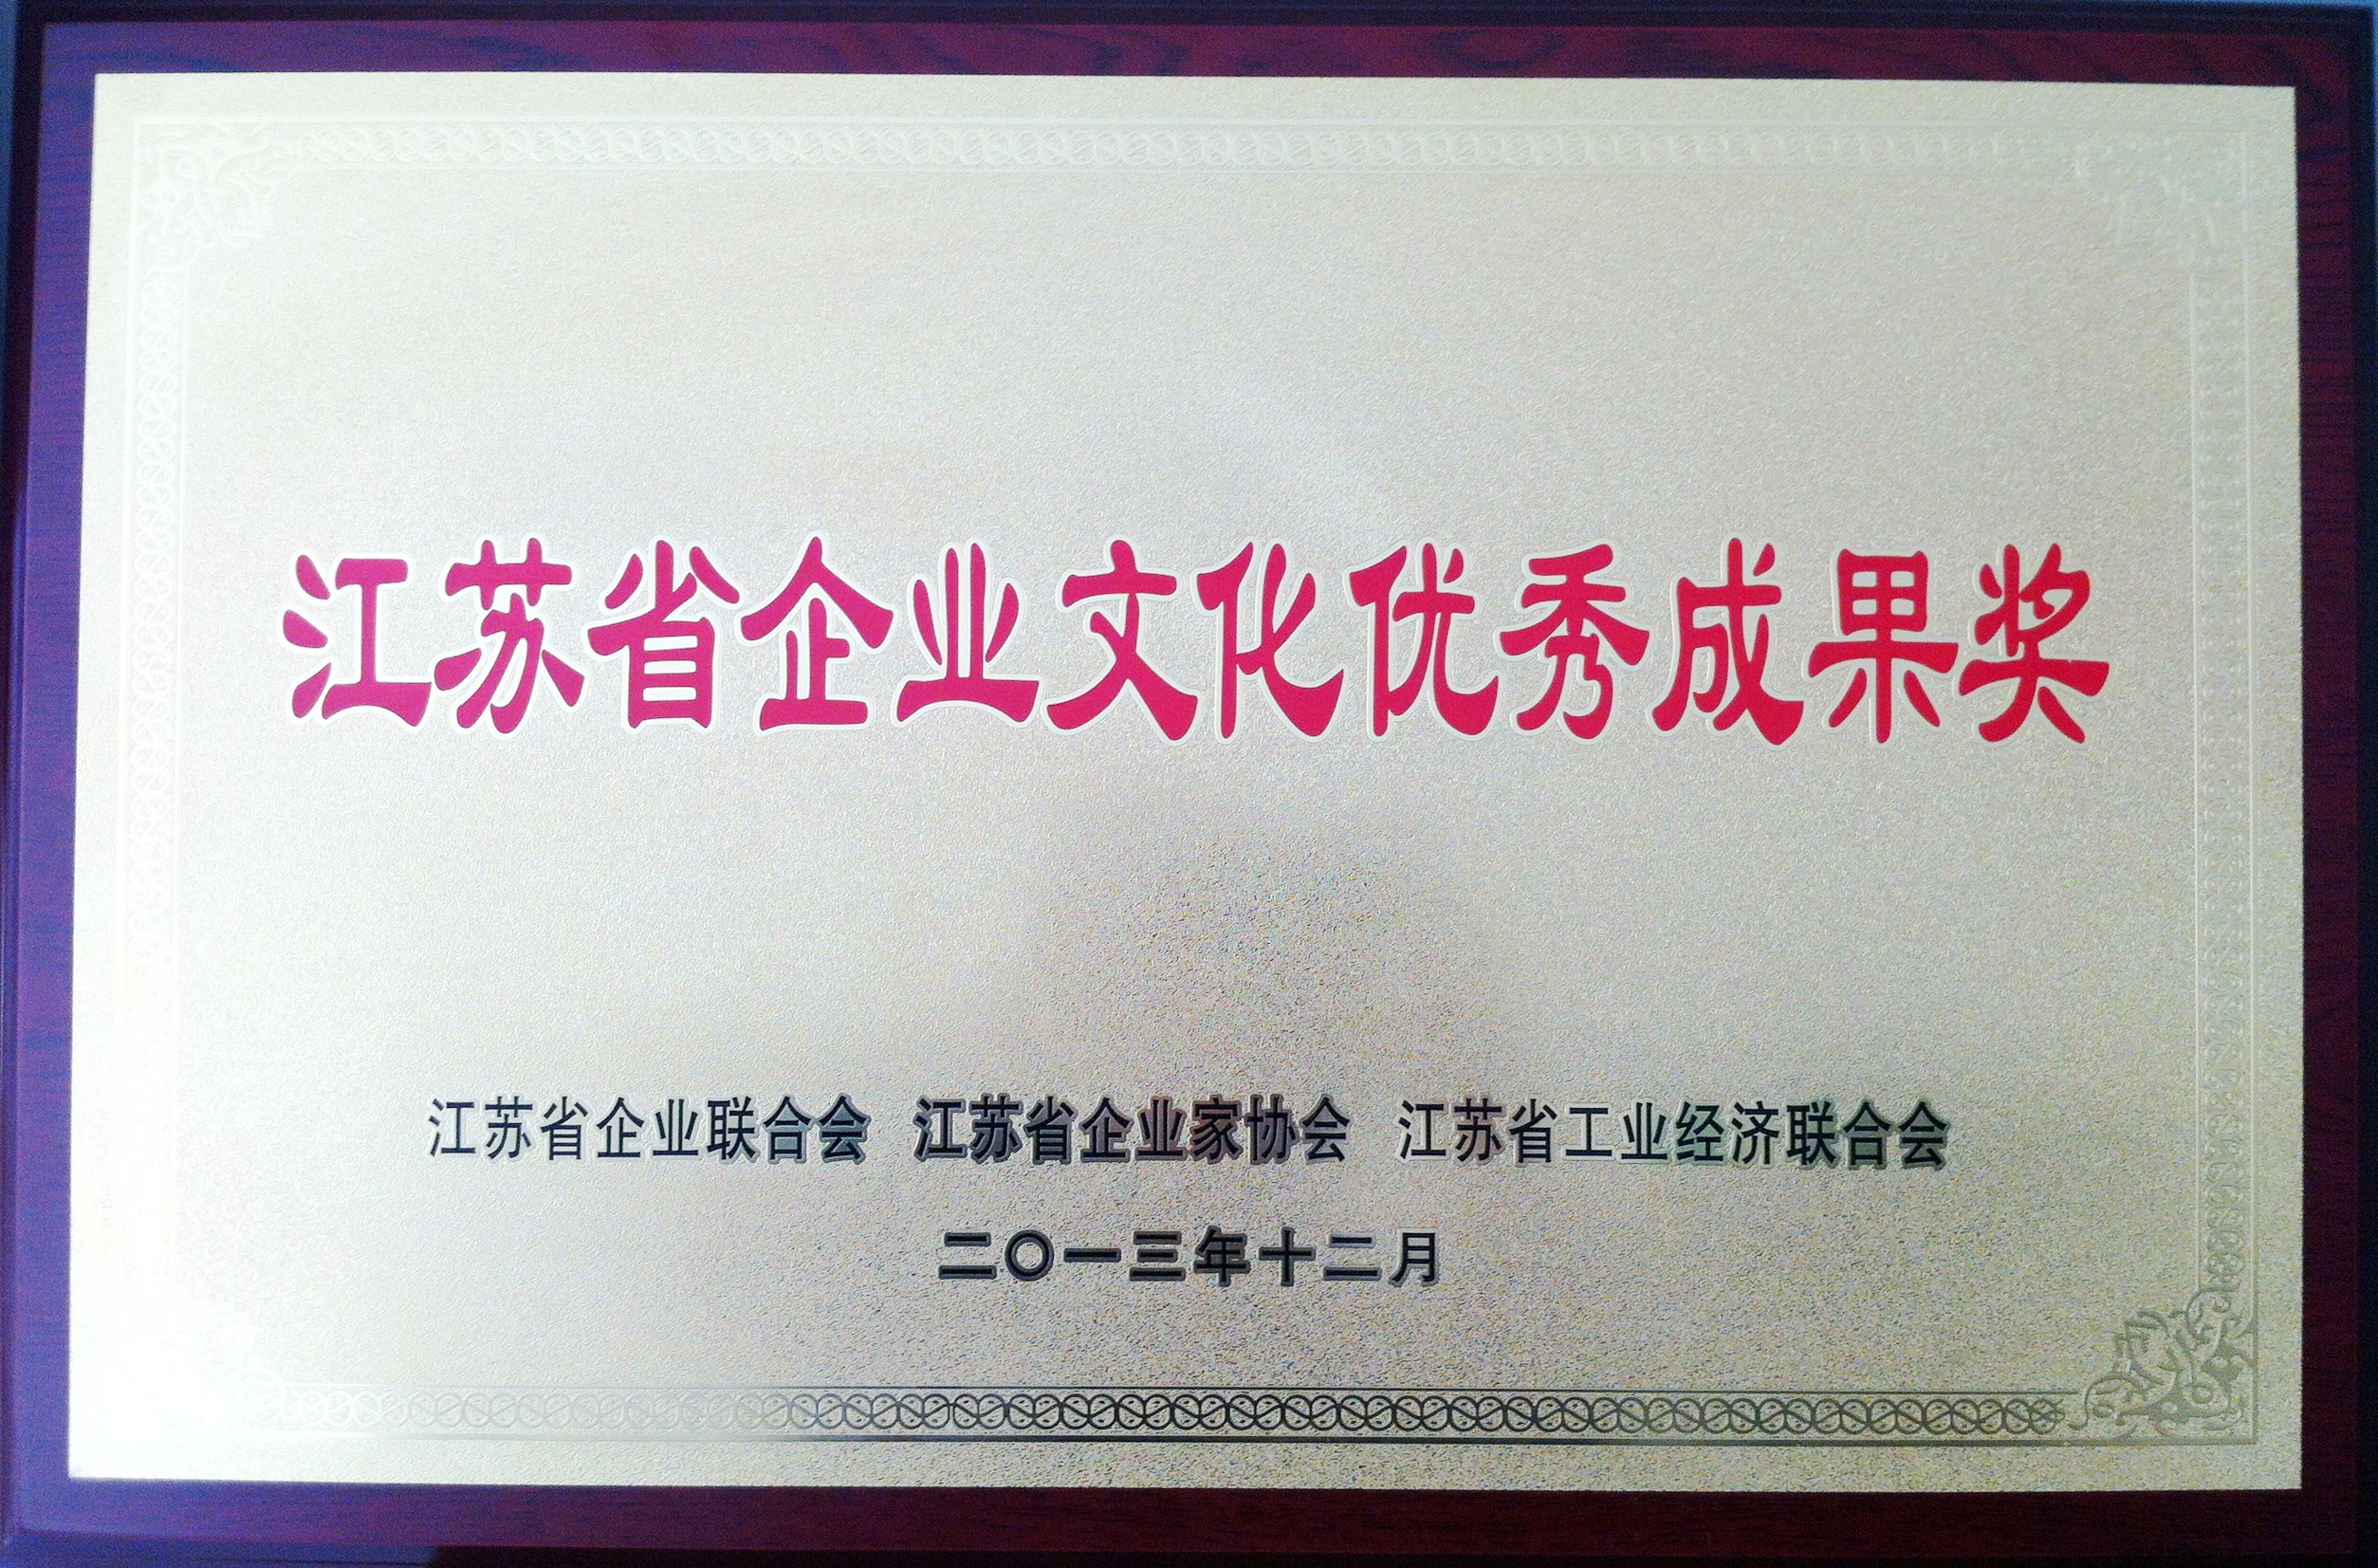 江苏省企业文化优秀成果奖
江苏省企业联合会 江苏省企业家协会 江苏省工业经济联合会
二〇一三年十二月